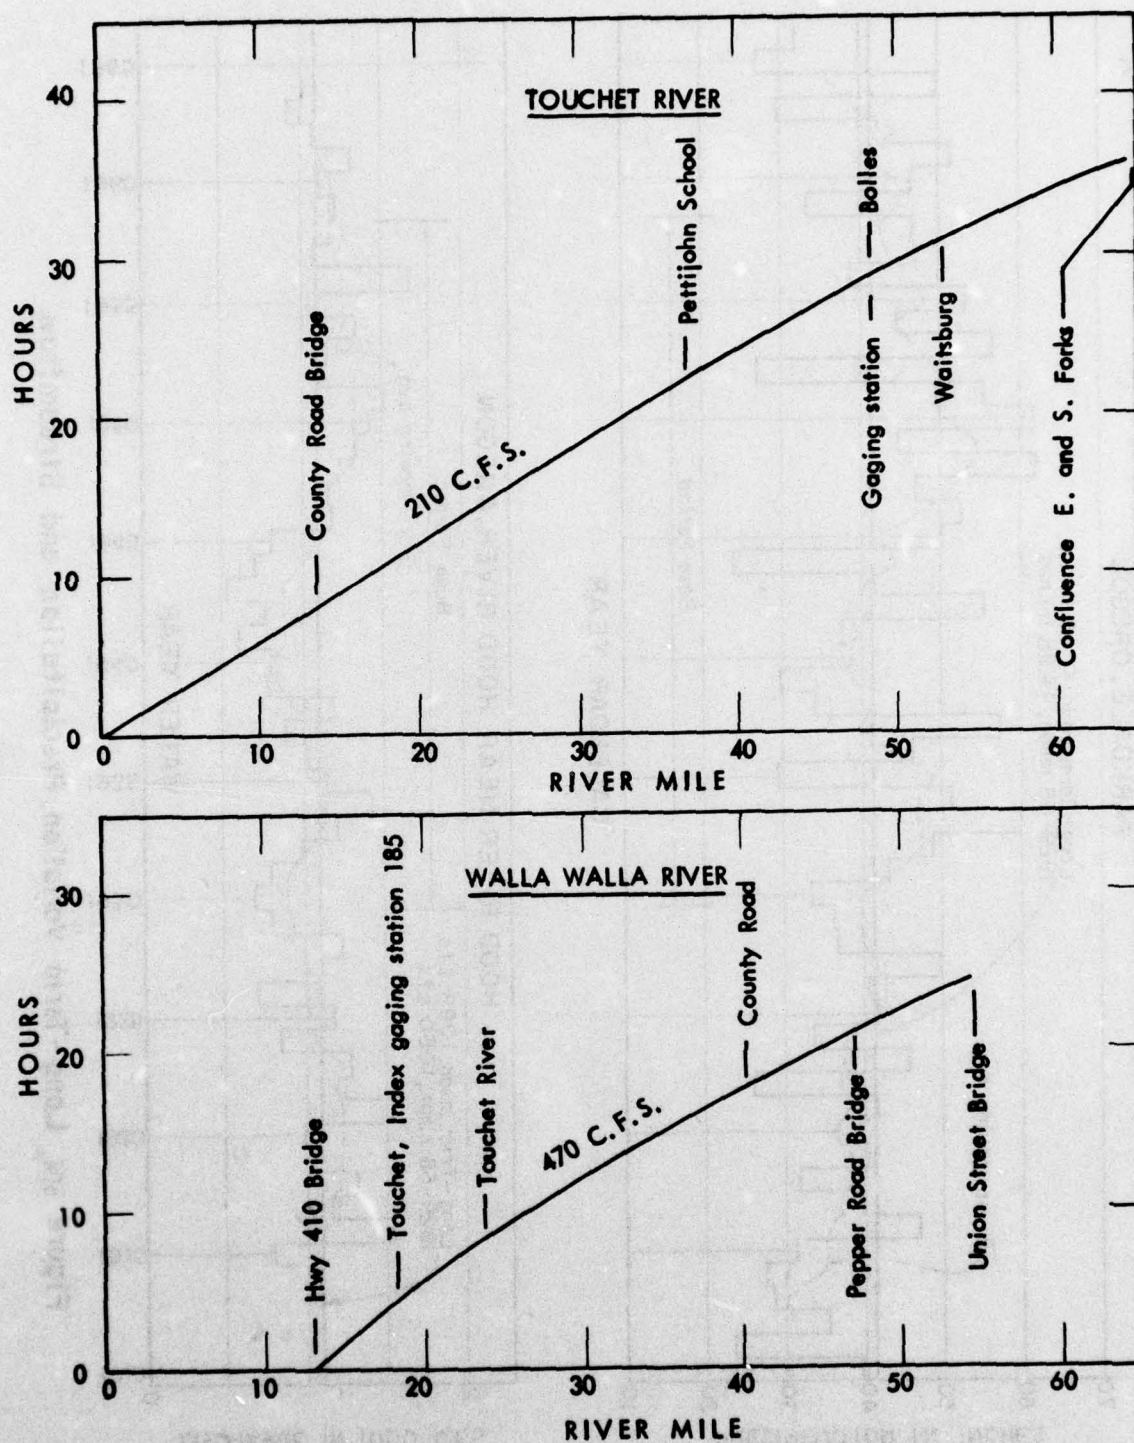 TOUCHET RIVER
HOURS
40
30
20
10
0
County Road Bridge
210 C.F.S.
Pettijohn School
Gaging station — Bolles
Waitsburg
Confluence E. and S. Forks
0 10 20 30 40 50 60
RIVER MILE
WALLA WALLA RIVER
HOURS
30
20
10
0
Hwy 410 Bridge
Touchet, Index gaging station 185
Touchet River
470 C.F.S.
County Road
Pepper Road Bridge
Union Street Bridge
0 10 20 30 40 50 60
RIVER MILE